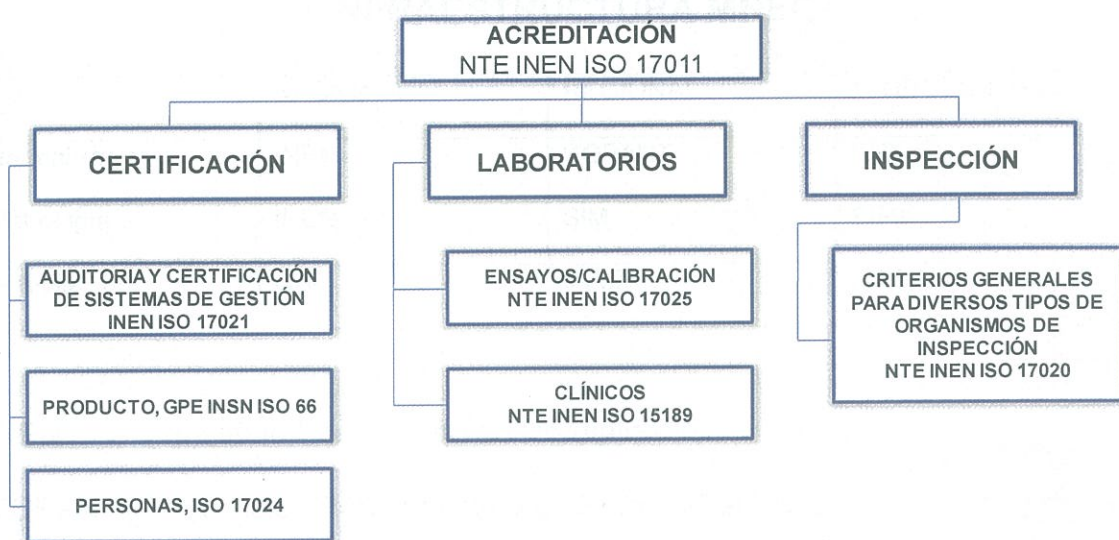 ACREDITACIÓN
NTE INEN ISO 17011
CERTIFICACIÓN
AUDITORIA Y CERTIFICACIÓN
DE SISTEMAS DE GESTIÓN
INEN ISO 17021
PRODUCTO, GPE INSN ISO 66
PERSONAS, ISO 17024
LABORATORIOS
ENSAYOS/CALIBRACIÓN
NTE INEN ISO 17025
CLÍNICOS
NTE INEN ISO 15189
INSPECCIÓN
CRITERIOS GENERALES
PARA DIVERSOS TIPOS DE
ORGANISMOS DE
INSPECCIÓN
NTE INEN ISO 17020